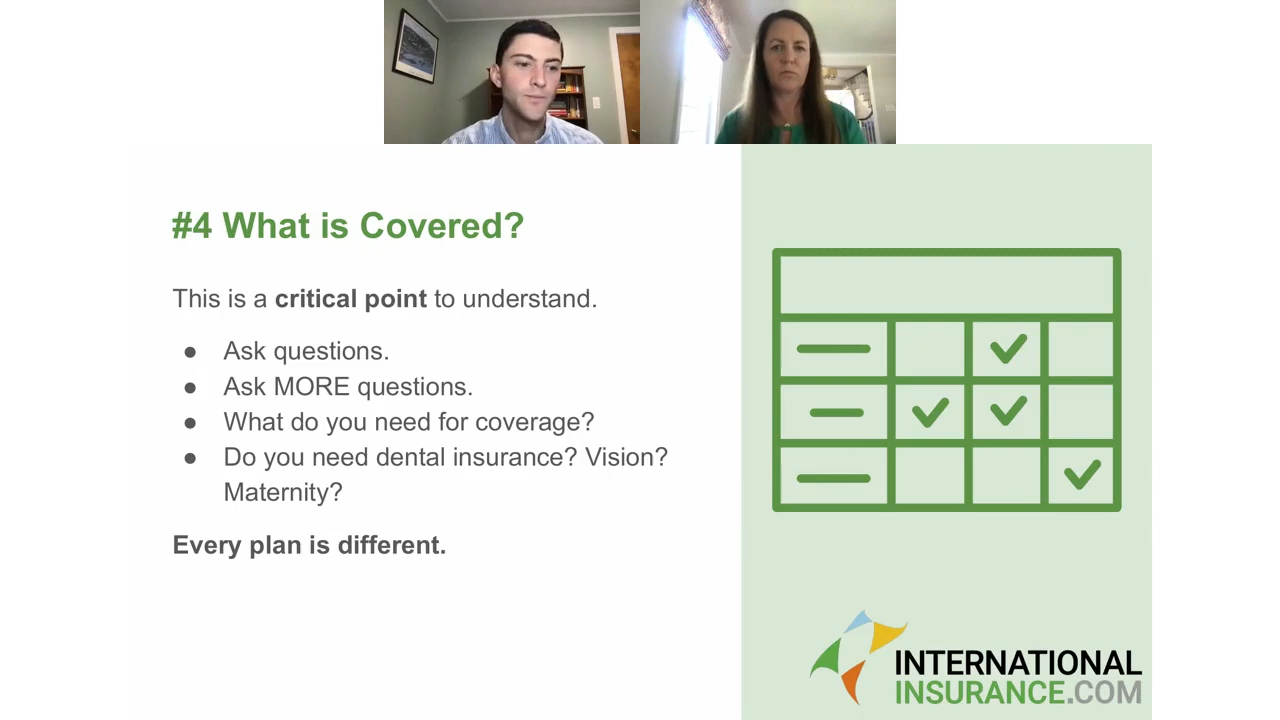 #4 What is Covered?
This is a critical point to understand.
● Ask questions.
● Ask MORE questions.
● What do you need for coverage?
● Do you need dental insurance? Vision?
Maternity?
Every plan is different.
INTERNATIONAL
INSURANCE.COM